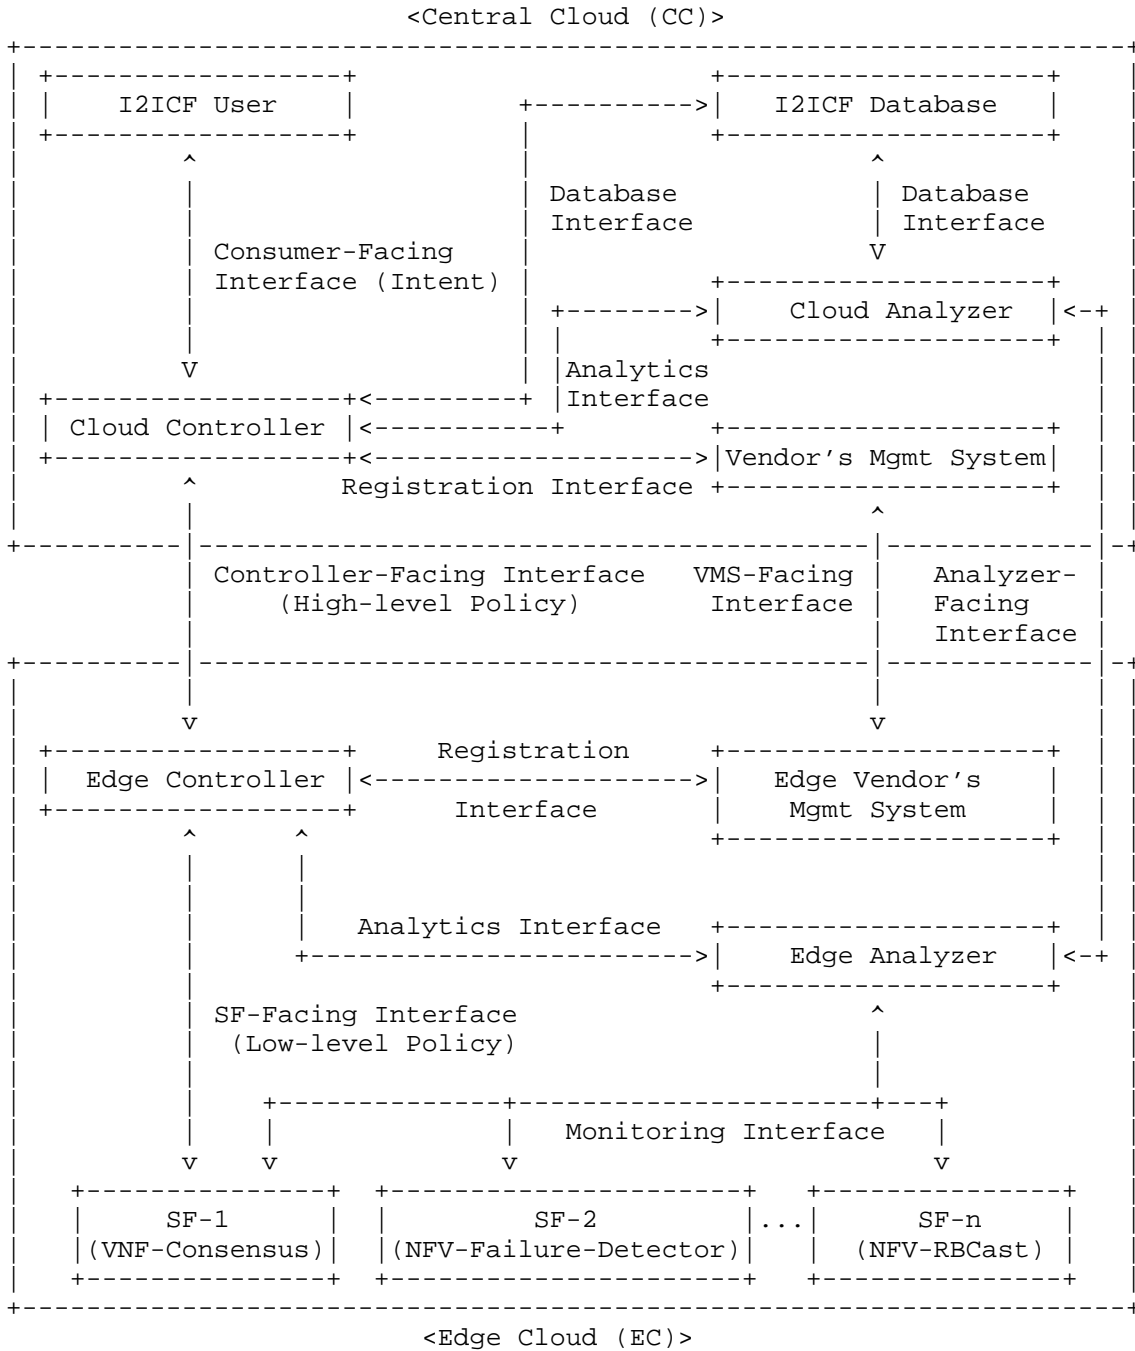 <Central Cloud (CC)>
I2ICF User
I2ICF Database
Database Interface
Database Interface
Consumer-Facing
Interface (Intent)
Cloud Analyzer
Analytics
Interface
Cloud Controller
Vendor's Mgmt System
Registration Interface
Controller-Facing Interface
(High-level Policy)
VMS-Facing
Interface
Analyzer-
Facing
Interface
Edge Controller
Registration
Interface
Edge Vendor's
Mgmt System
Analytics Interface
Edge Analyzer
SF-Facing Interface
(Low-level Policy)
Monitoring Interface
SF-1
(VNF-Consensus)
SF-2
(NFV-Failure-Detector)
...
SF-n
(NFV-RBCast)
<Edge Cloud (EC)>